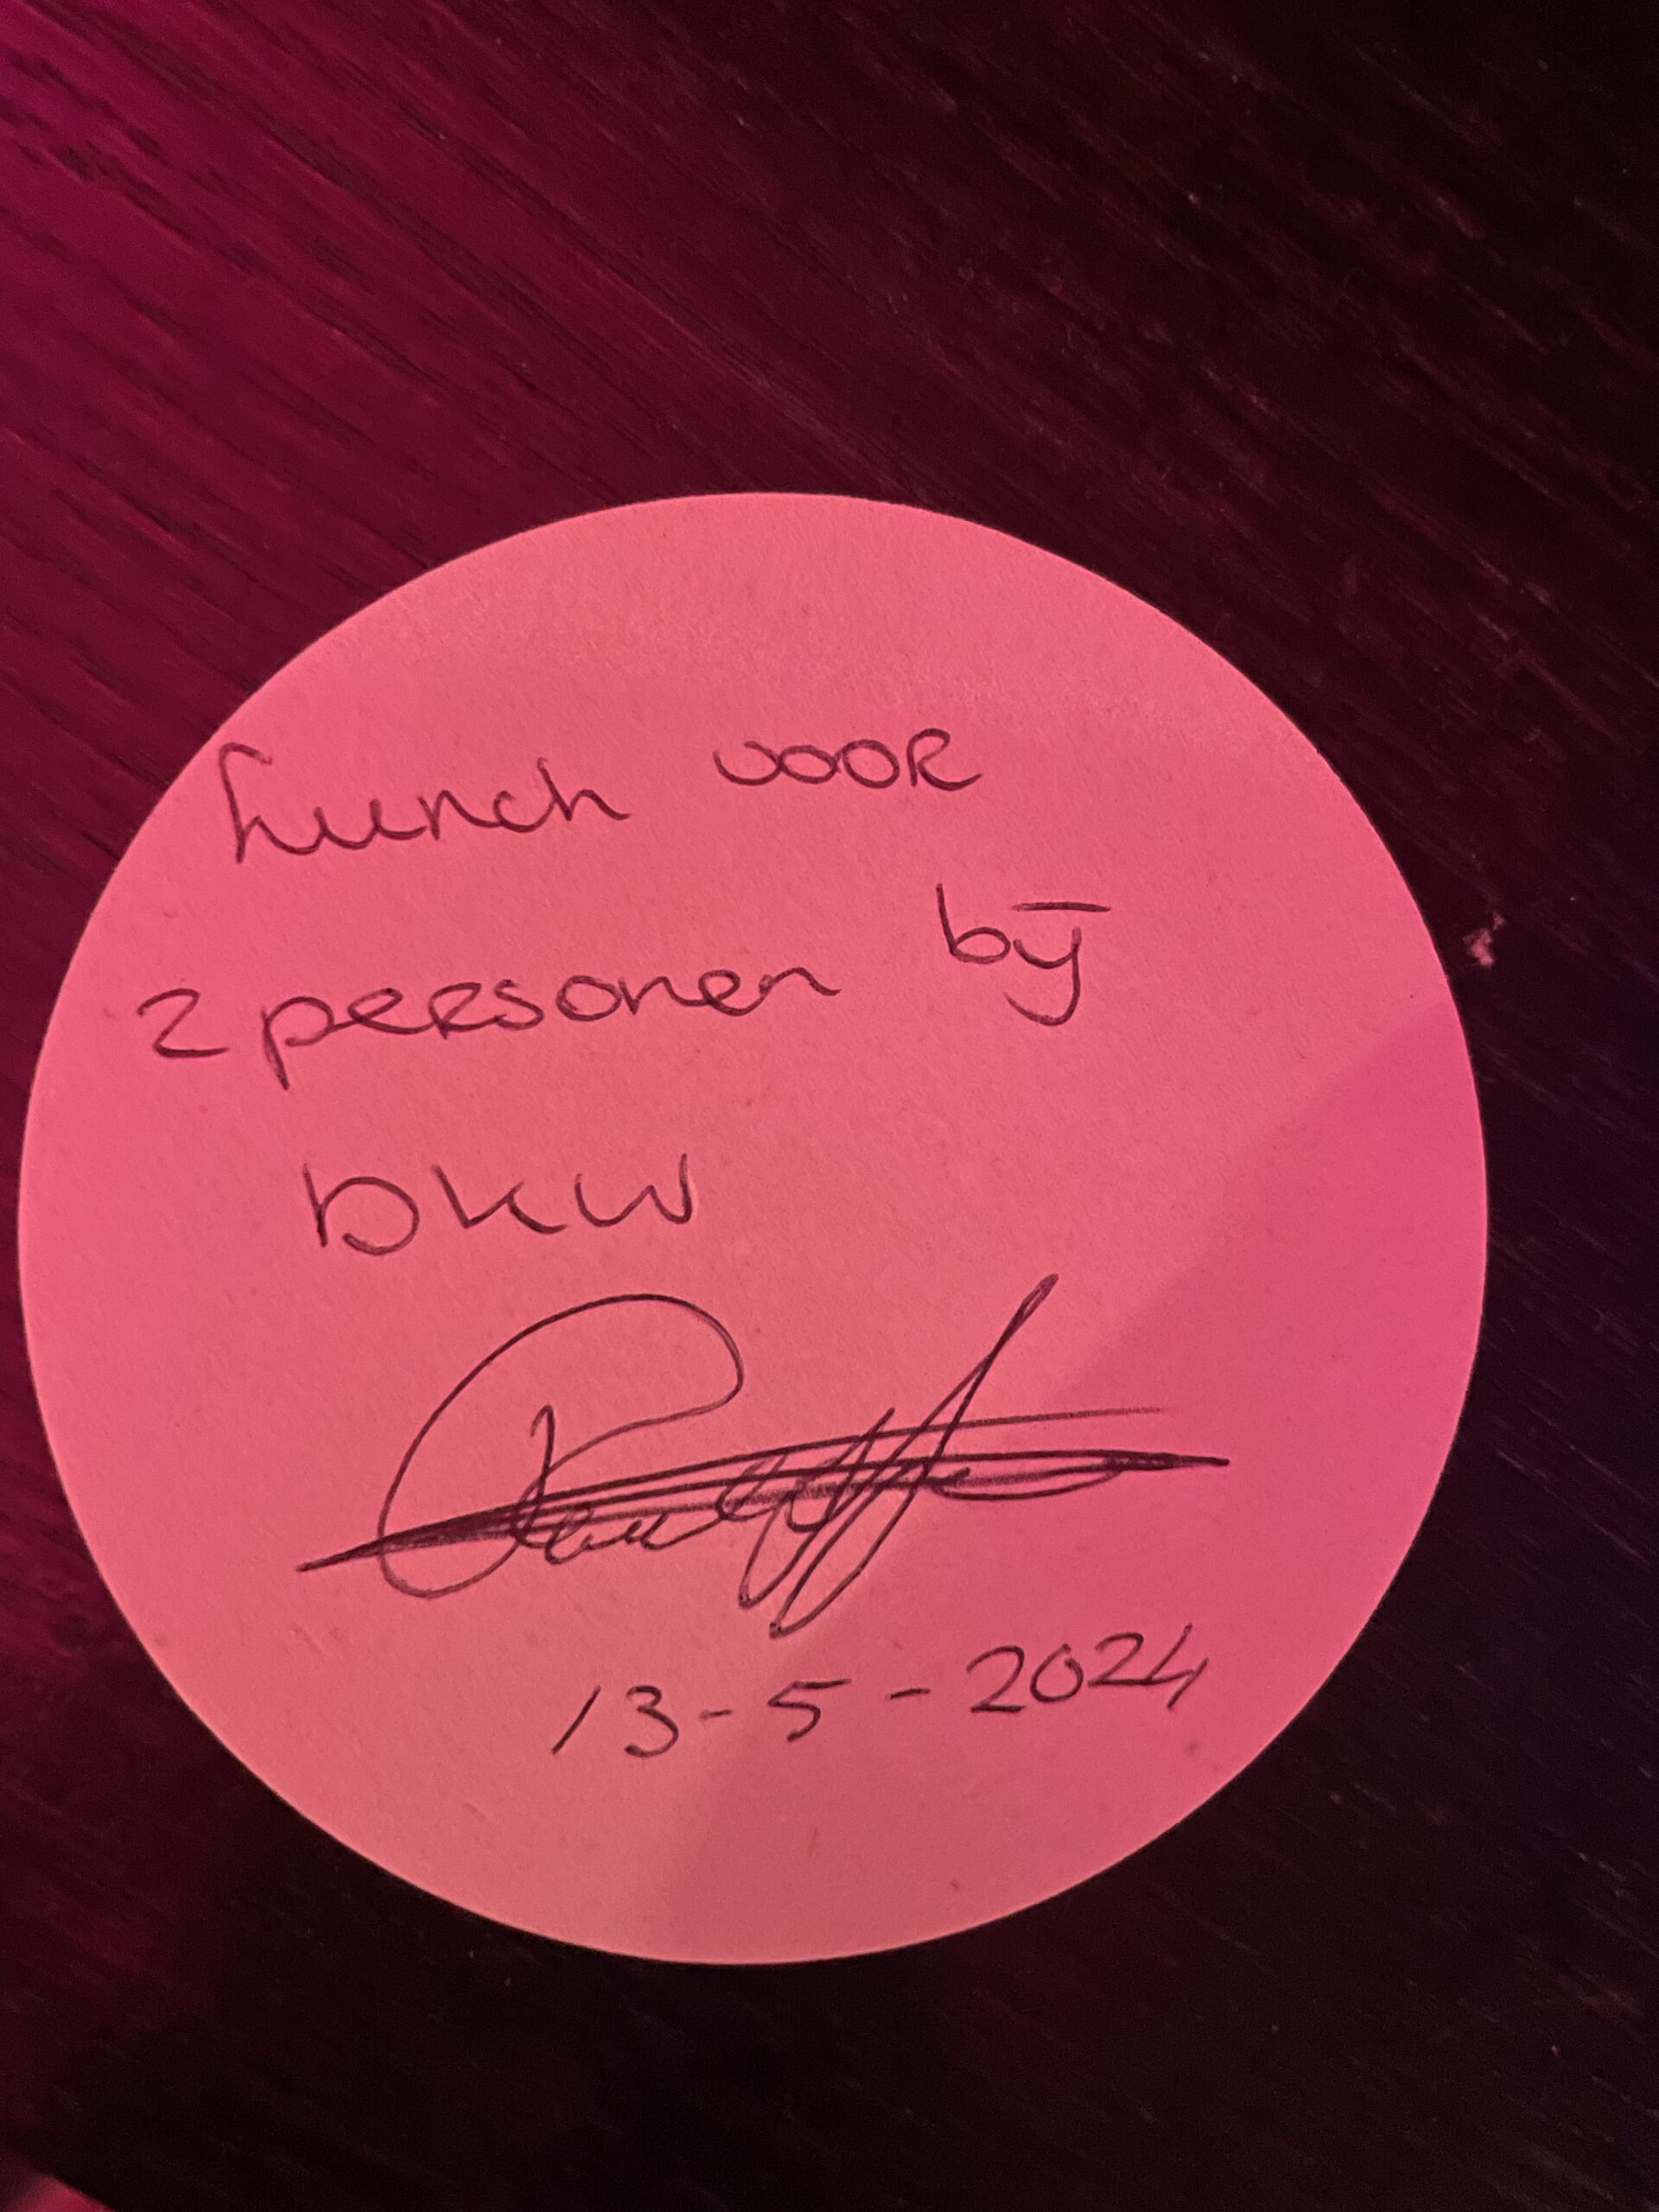 Lunch voor
2 personen bij
DKW
13-5-2024